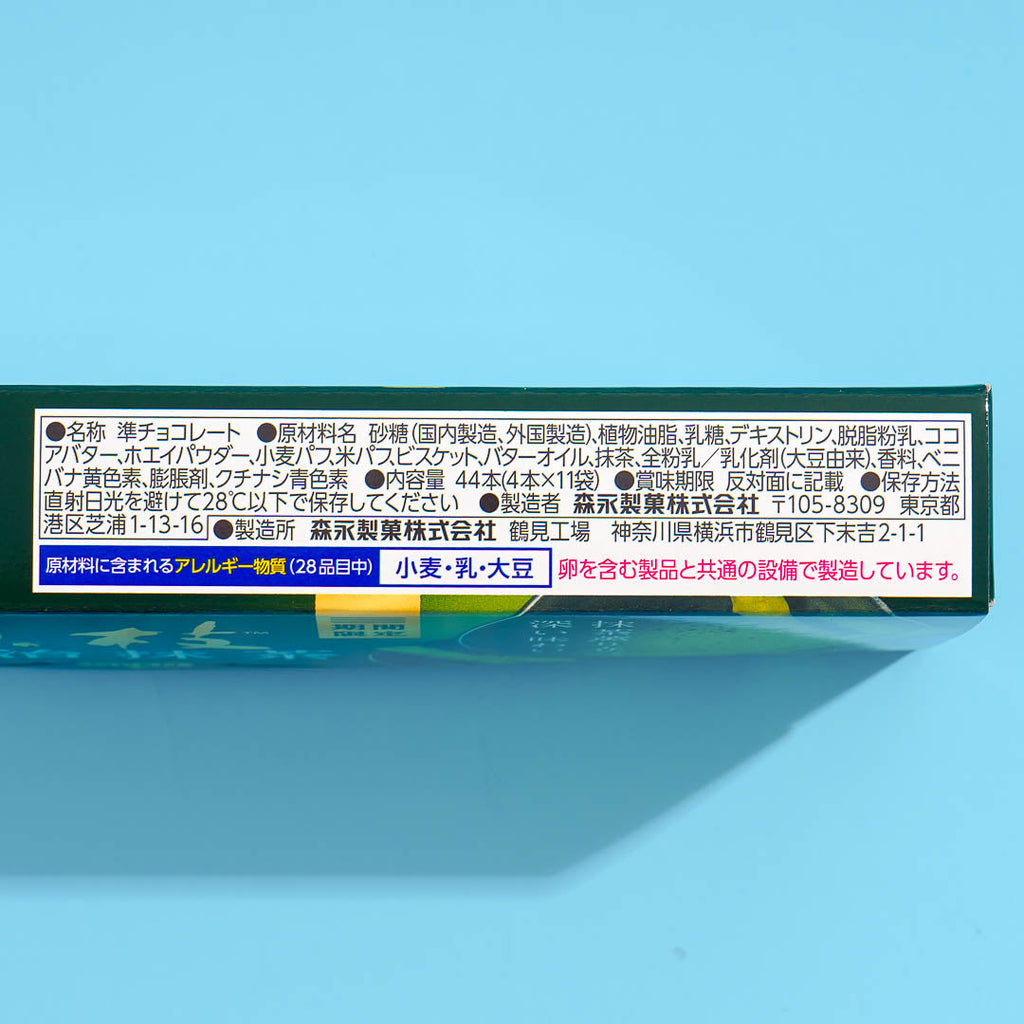 ●名称 準チョコレート ●原材料名 砂糖(国内製造、外国製造)、植物油脂、乳糖、デキストリン、脱脂粉乳、ココ
アバター、ホエイパウダー、小麦パフ、米パフ、ビスケット、バターオイル、抹茶、全粉乳/乳化剤(大豆由来)、香料、ベニ
バナ黄色素、膨脹剤、クチナシ青色素 ●内容量 44本(4本×11袋) ●賞味期限 反対面に記載 ●保存方法
直射日光を避けて28℃以下で保存してください ●製造者 森永製菓株式会社 〒105-8309 東京都
港区芝浦1-13-16 ●製造所 森永製菓株式会社 鶴見工場 神奈川県横浜市鶴見区下末吉2-1-1
原材料に含まれるアレルギー物質(28品目中) 小麦・乳・大豆 卵を含む製品と共通の設備で製造しています。
枝™
期間
限定
深い味わい